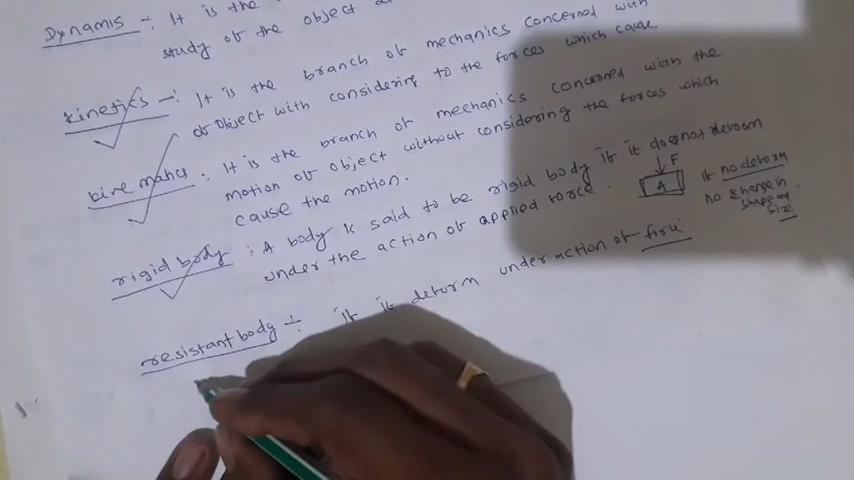 Dynamis :- It is the
study of the object
kinetics -: It is the branch of mechanics concerned with
of object with considering to the forces which cause
kinematics : It is the branch of mechanics concerned with the
motion of object without considering the forces which
cause the motion.
rigid body : A body is said to be rigid body if it does not deform
under the action of applied force.
F
A
if no deform
no change in
shape
size
resistant body :- if it deform under action of